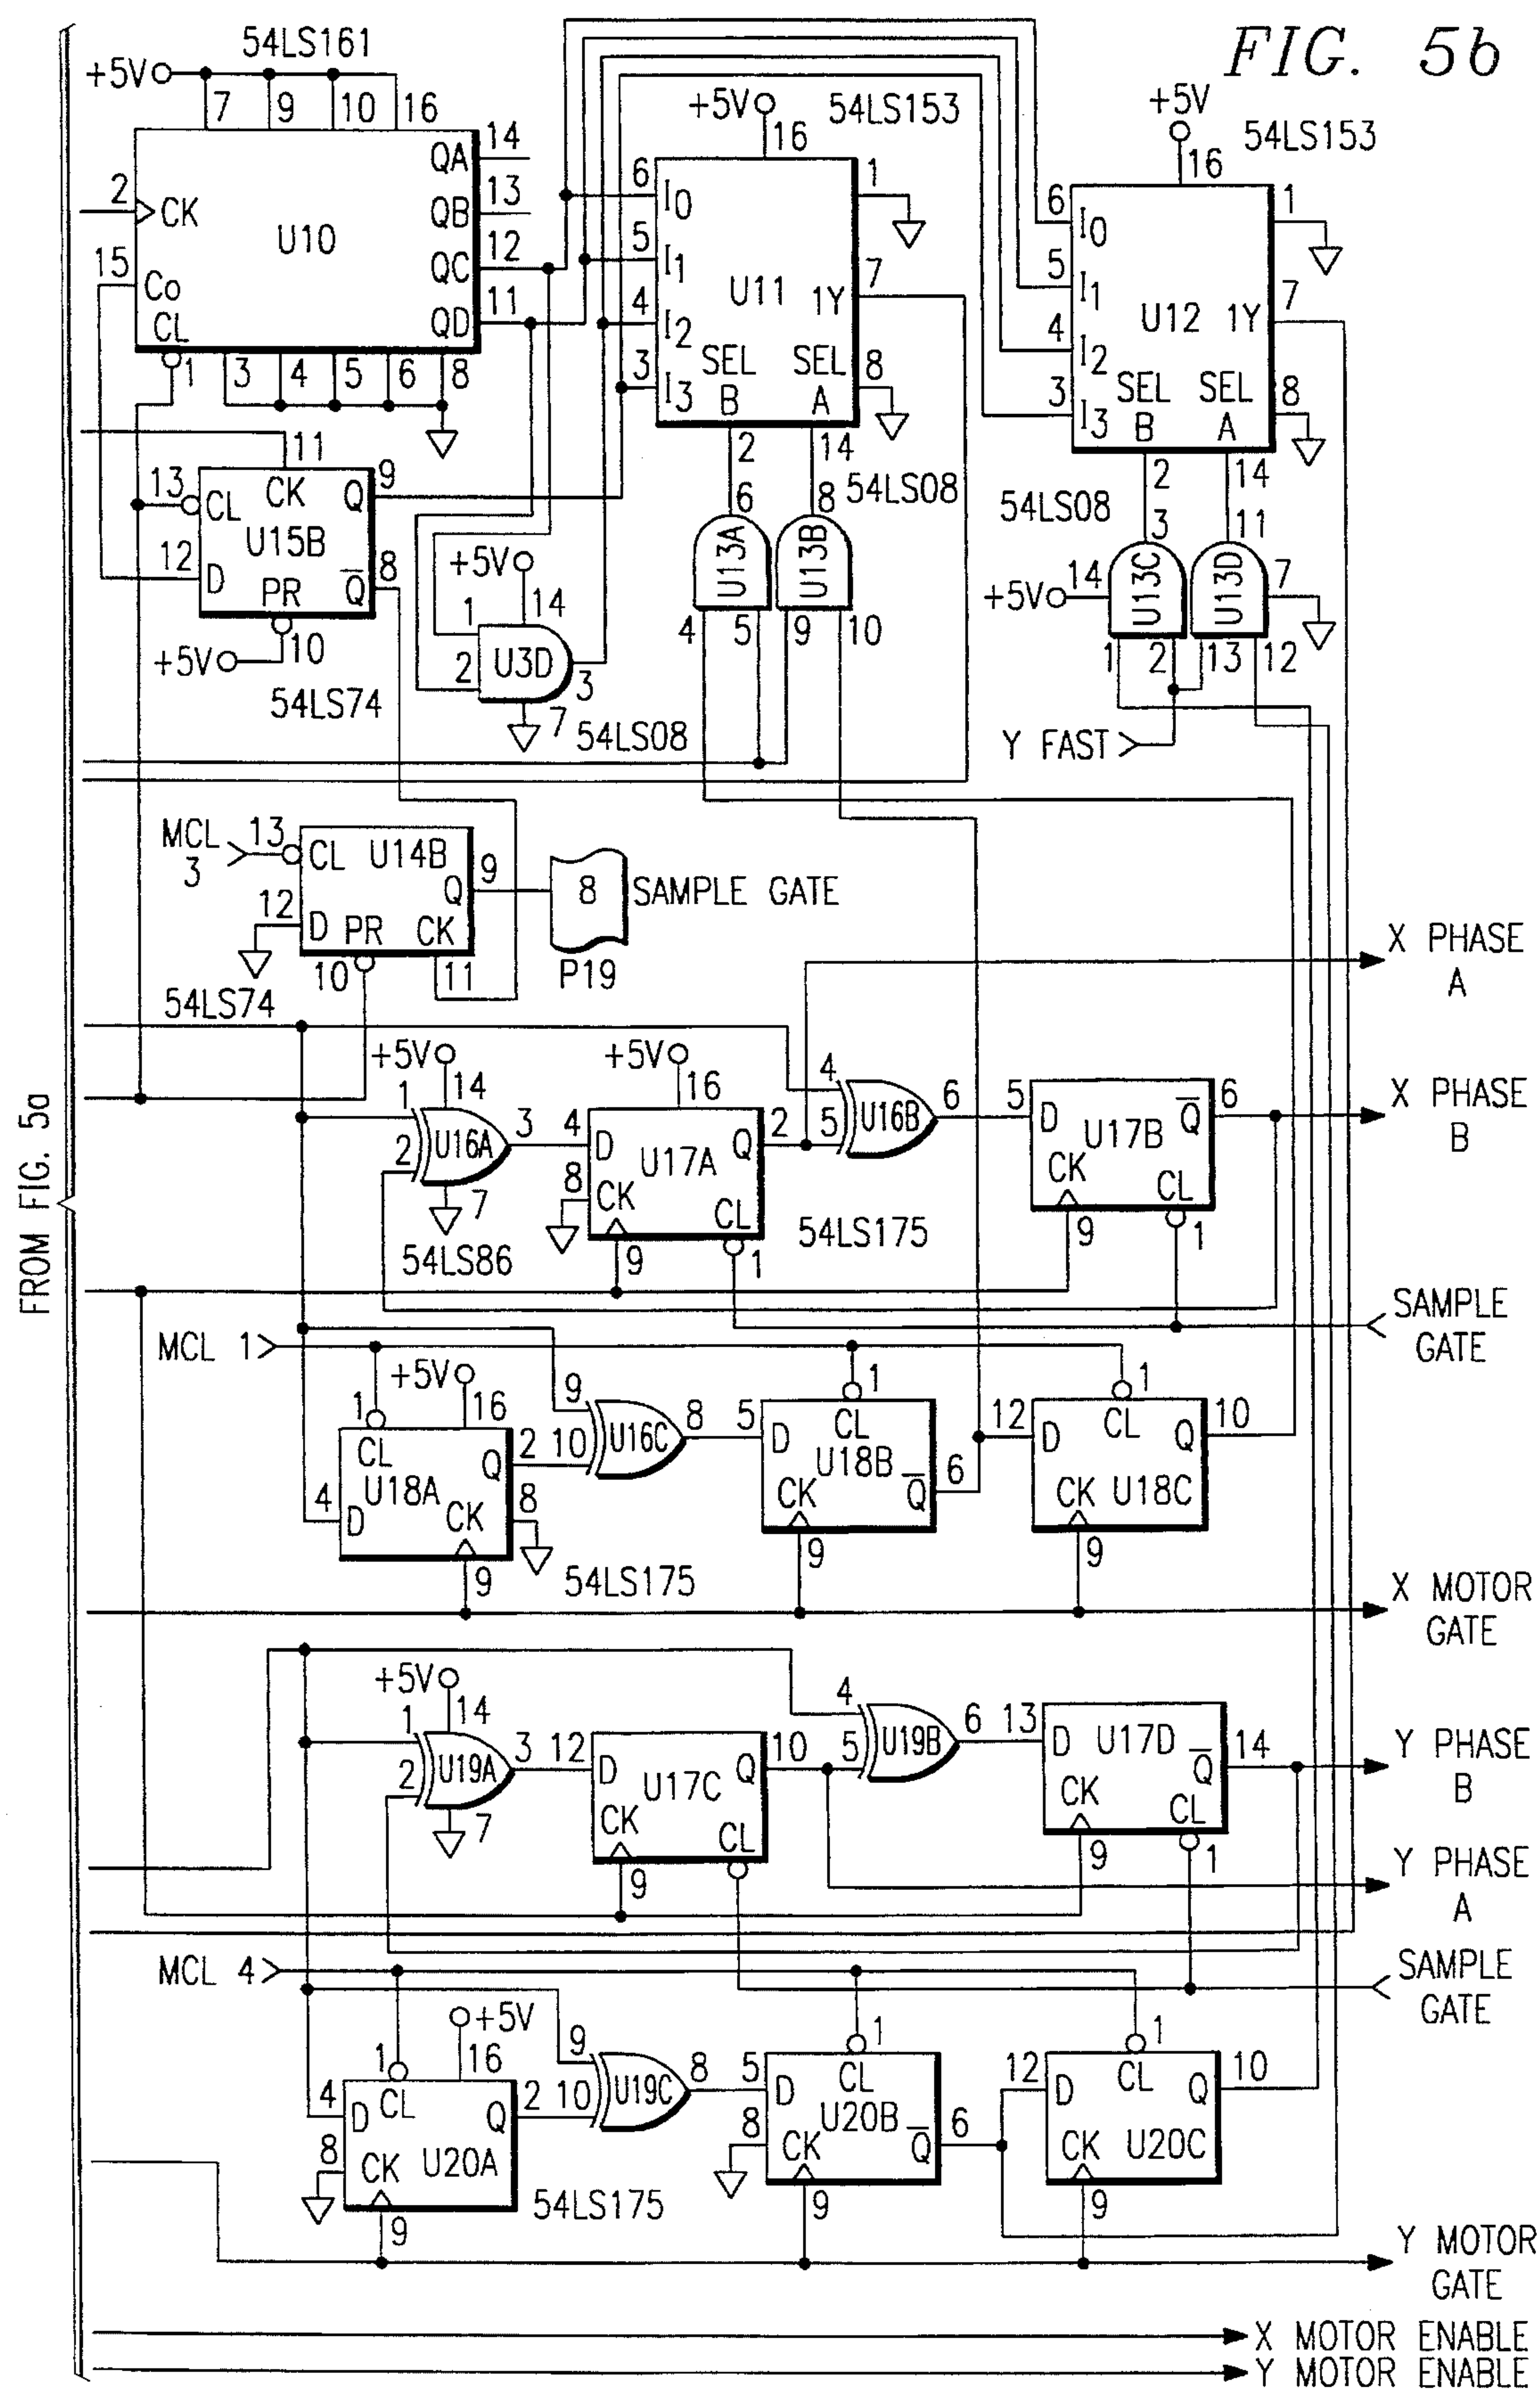 FIG. 5b
54LS161
+5V
7 9 10 16
QA 14
QB 13
2 CK
U10
QC 12
15 Co
QD 11
CL
1 3 4 5 6 8
+5V
54LS153
16
6 I0
1
5 I1
7
U11 1Y
4 I2
SEL B
SEL A
8
3 I3
2 14
+5V
54LS153
16
6 I0
1
5 I1
7
U12 1Y
4 I2
SEL B
SEL A
8
3 I3
2 14
11
13 CL CK Q 9
U15B
12 D PR Q 8
10
+5V
54LS74
+5V
14
1
2 U3D 3
7
54LS08
6 8 54LS08
U13A U13B
4 5 9 10
54LS08
3 11
+5V 14 U13C U13D 7
1 2 13 12
Y FAST
MCL 3
13 CL U14B
Q 9
8 SAMPLE GATE
P19
12 D PR CK
10 11
54LS74
X PHASE A
FROM FIG. 5a
+5V
14
1
2 U16A 3
7
54LS86
+5V
16
4 D U17A Q 2
8 CK CL
9 1
54LS175
4
5 U16B 6
5 D U17B Q 6
CK CL
9 1
X PHASE B
SAMPLE GATE
MCL 1
+5V
1 16
CL
Q 2
U18A
4 D CK 8
9
54LS175
9
10 U16C 8
1
5 D CL
U18B
CK Q 6
9
1
12 D CL Q 10
CK U18C
9
X MOTOR GATE
+5V
14
1
2 U19A 3
7
12 D U17C Q 10
CK CL
9
4
5 U19B 6
13 D U17D Q 14
CK CL
9 1
Y PHASE B
Y PHASE A
SAMPLE GATE
MCL 4
+5V
1 16
4 D CL Q 2
8 CK U20A
9
54LS175
9
10 U19C 8
1
5 D CL
U20B
8 CK Q 6
9
1
12 D CL Q 10
CK U20C
9
Y MOTOR GATE
X MOTOR ENABLE
Y MOTOR ENABLE